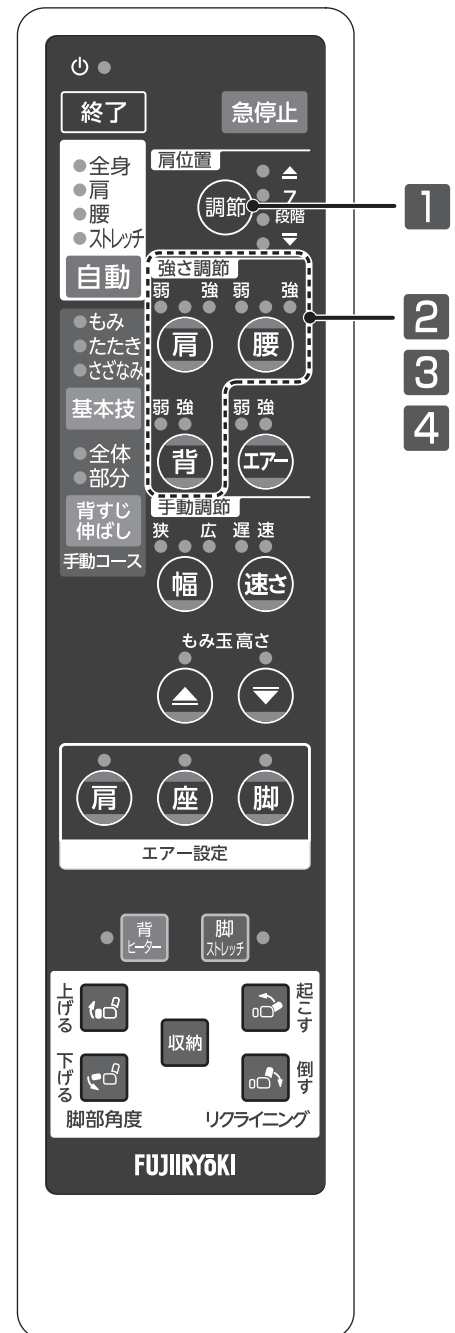 終了
急停止
全身
肩
腰
ストレッチ
自動
肩位置
調節
7
段階
1
強さ調節
弱 強 弱 強
肩 腰
2
3
4
もみ
たたき
さざなみ
基本技
弱 強 弱 強
背 エアー
全体
部分
背すじ
伸ばし
手動コース
手動調節
狭 広 遅 速
幅 速さ
もみ玉高さ
肩 座 脚
エアー設定
背
ヒーター
脚
ストレッチ
上げる
下げる
脚部角度
収納
起こす
倒す
リクライニング
FUJIIRYŌKI